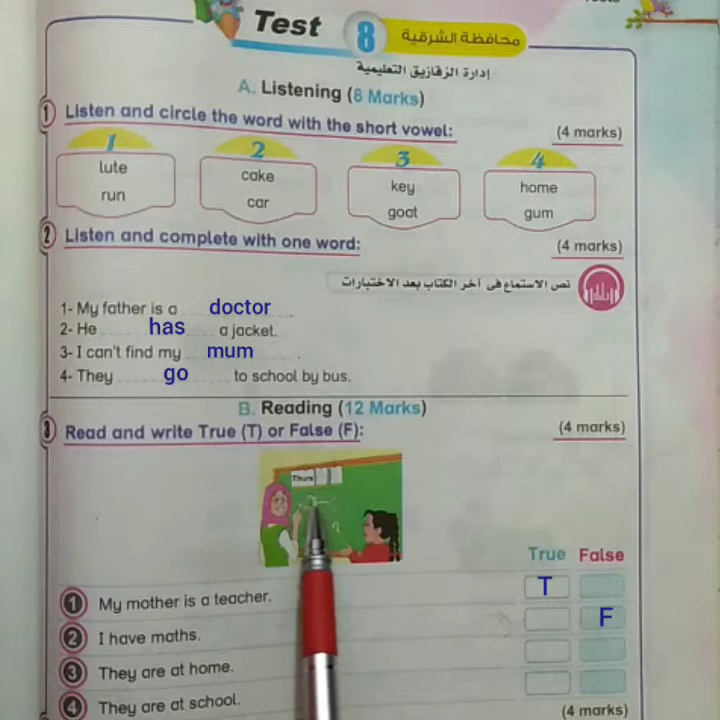 Test 8 محافظة الشرقية
إدارة الزقازيق التعليمية
A. Listening (8 Marks)
1 Listen and circle the word with the short vowel: (4 marks)
1 2 3 4
lute cake key home
run car goat gum
2 Listen and complete with one word: (4 marks)
نص الاستماع في آخر الكتاب بعد الاختبارات
1- My father is a doctor.
2- He has a jacket.
3- I can't find my mum.
4- They go to school by bus.
B. Reading (12 Marks)
3 Read and write True (T) or False (F): (4 marks)
Thurs
True False
1 My mother is a teacher. T
2 I have maths. F
3 They are at home.
4 They are at school.
(4 marks)